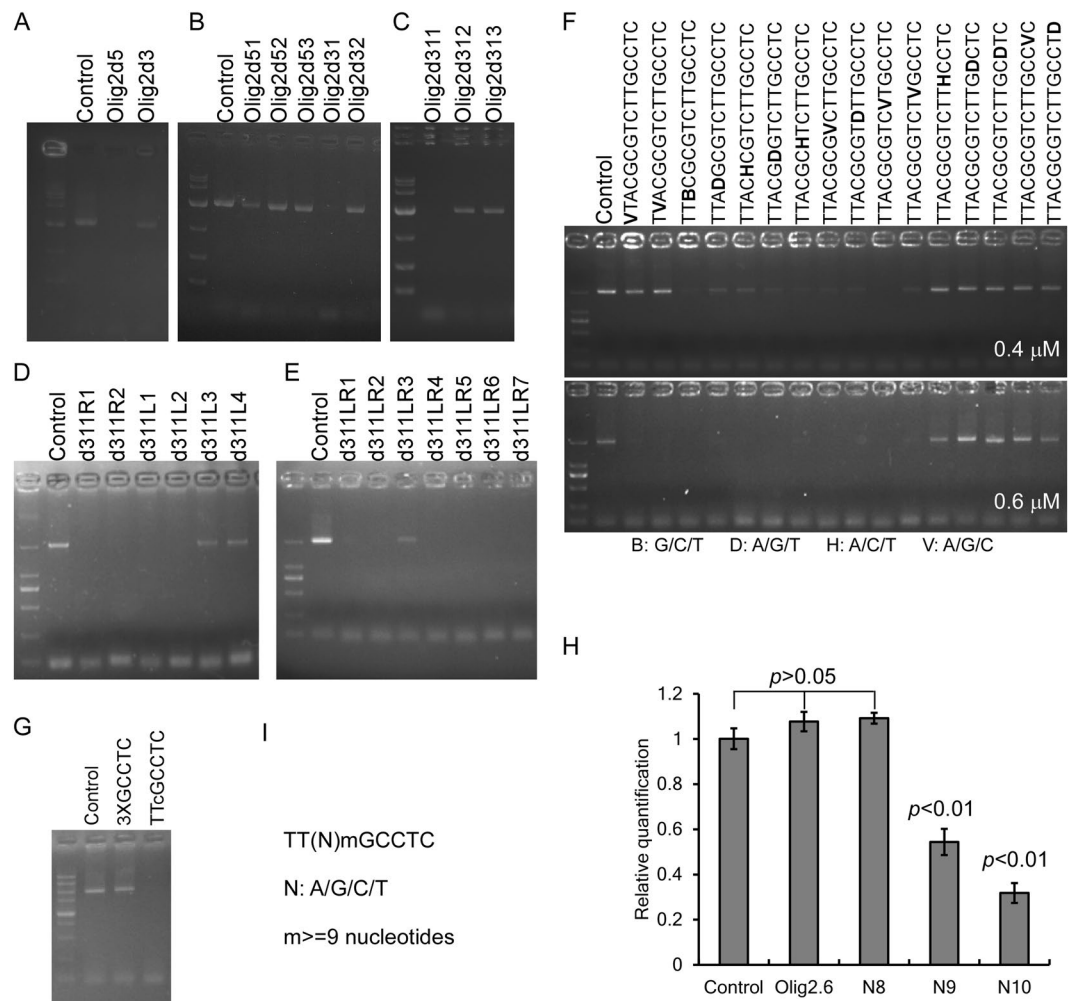 A
Control
Olig2d5
Olig2d3
B
Control
Olig2d51
Olig2d52
Olig2d53
Olig2d31
Olig2d32
C
Olig2d311
Olig2d312
Olig2d313
D
Control
d311R1
d311R2
d311L1
d311L2
d311L3
d311L4
E
Control
d311LR1
d311LR2
d311LR3
d311LR4
d311LR5
d311LR6
d311LR7
F
Control
VTACGCGTCTTGCCTC
TVACGCGTCTTGCCTC
TTBCGCGTCTTGCCTC
TTADGCGTCTTGCCTC
TTACHCGTCTTGCCTC
TTACGDGTCTTGCCTC
TTACGCHTCTTGCCTC
TTACGCGVCTTGCCTC
TTACGCGTDTTGCCTC
TTACGCGTCVTGCCTC
TTACGCGTCTVGCCTC
TTACGCGTCTTHCCTC
TTACGCGTCTTGDCTC
TTACGCGTCTTGCDTC
TTACGCGTCTTGCCVC
TTACGCGTCTTGCCTD
0.4 μM
0.6 μM
B: G/C/T D: A/G/T H: A/C/T V: A/G/C
G
Control
3XGCCTC
TTcGCCTC
I
TT(N)mGCCTC
N: A/G/C/T
m>=9 nucleotides
H
Relative quantification
1.2
1
0.8
0.6
0.4
0.2
0
p>0.05
p<0.01
p<0.01
Control Olig2.6 N8 N9 N10